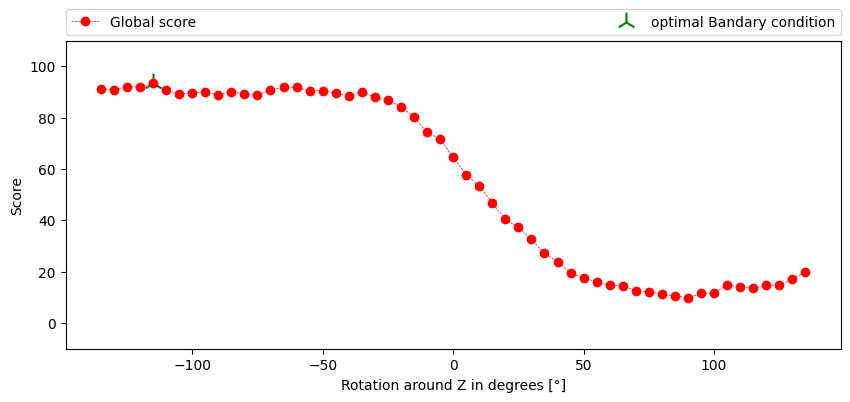 Global score
optimal Bandary condition
100
80
60
40
20
0
Score
−100
−50
0
50
100
Rotation around Z in degrees [°]